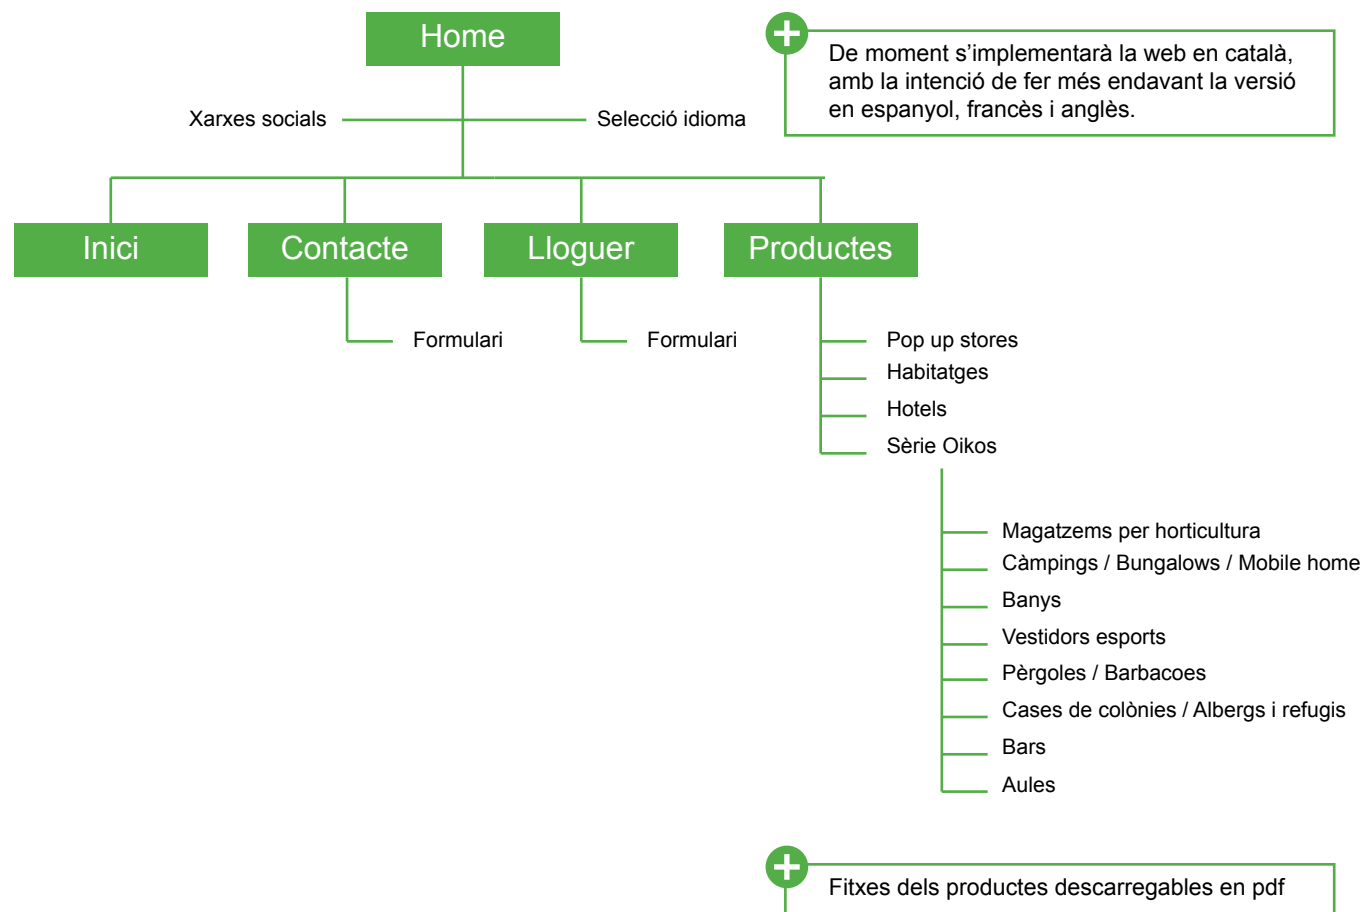 Home
De moment s’implementarà la web en català,
amb la intenció de fer més endavant la versió
en espanyol, francès i anglès.
Xarxes socials
Selecció idioma
Inici
Contacte
Lloguer
Productes
Formulari
Formulari
Pop up stores
Habitatges
Hotels
Sèrie Oikos
Magatzems per horticultura
Càmpings / Bungalows / Mobile home
Banys
Vestidors esports
Pèrgoles / Barbacoes
Cases de colònies / Albergs i refugis
Bars
Aules
Fitxes dels productes descarregables en pdf